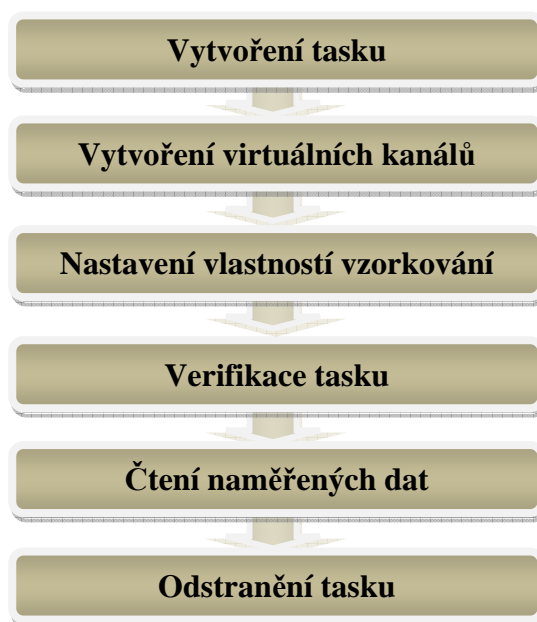 Vytvoření tasku
Vytvoření virtuálních kanálů
Nastavení vlastností vzorkování
Verifikace tasku
Čtení naměřených dat
Odstranění tasku